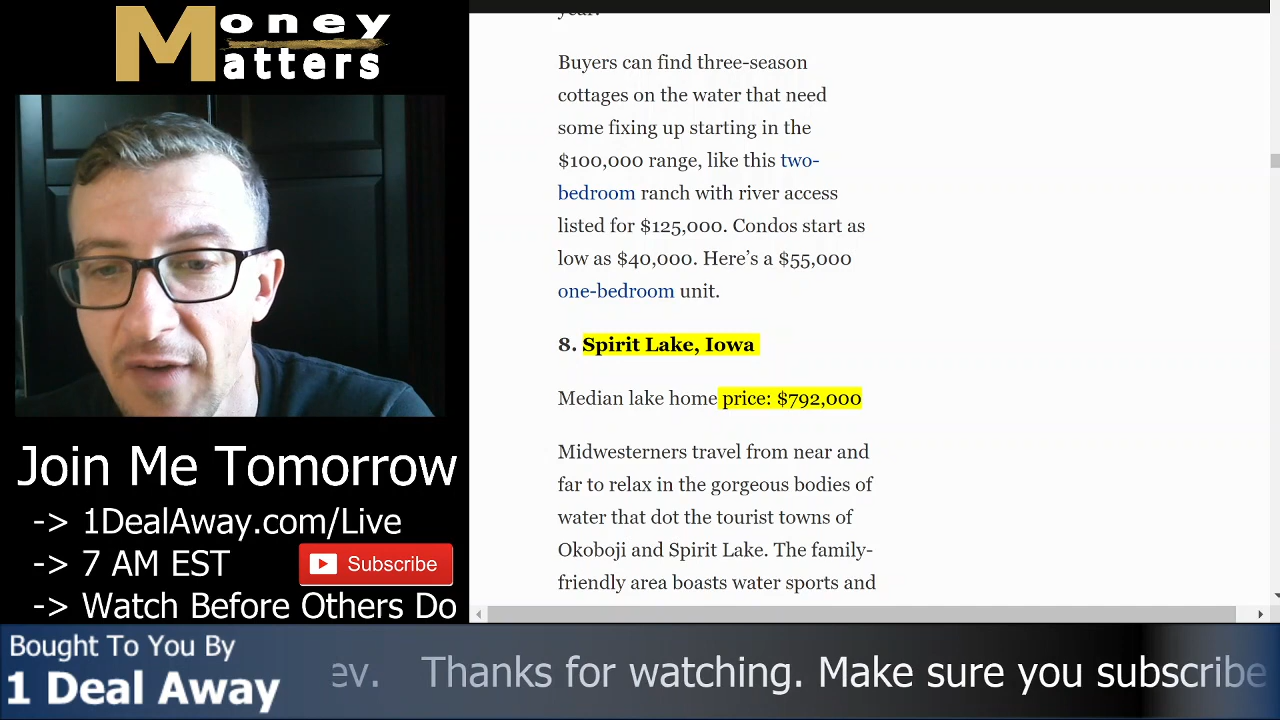 Money
Matters
Join Me Tomorrow
-> 1DealAway.com/Live
-> 7 AM EST
Subscribe
-> Watch Before Others Do
year.
Buyers can find three-season
cottages on the water that need
some fixing up starting in the
$100,000 range, like this two-
bedroom ranch with river access
listed for $125,000. Condos start as
low as $40,000. Here’s a $55,000
one-bedroom unit.
8. Spirit Lake, Iowa
Median lake home price: $792,000
Midwesterners travel from near and
far to relax in the gorgeous bodies of
water that dot the tourist towns of
Okoboji and Spirit Lake. The family-
friendly area boasts water sports and
Bought To You By
1 Deal Away
ev. Thanks for watching. Make sure you subscribe